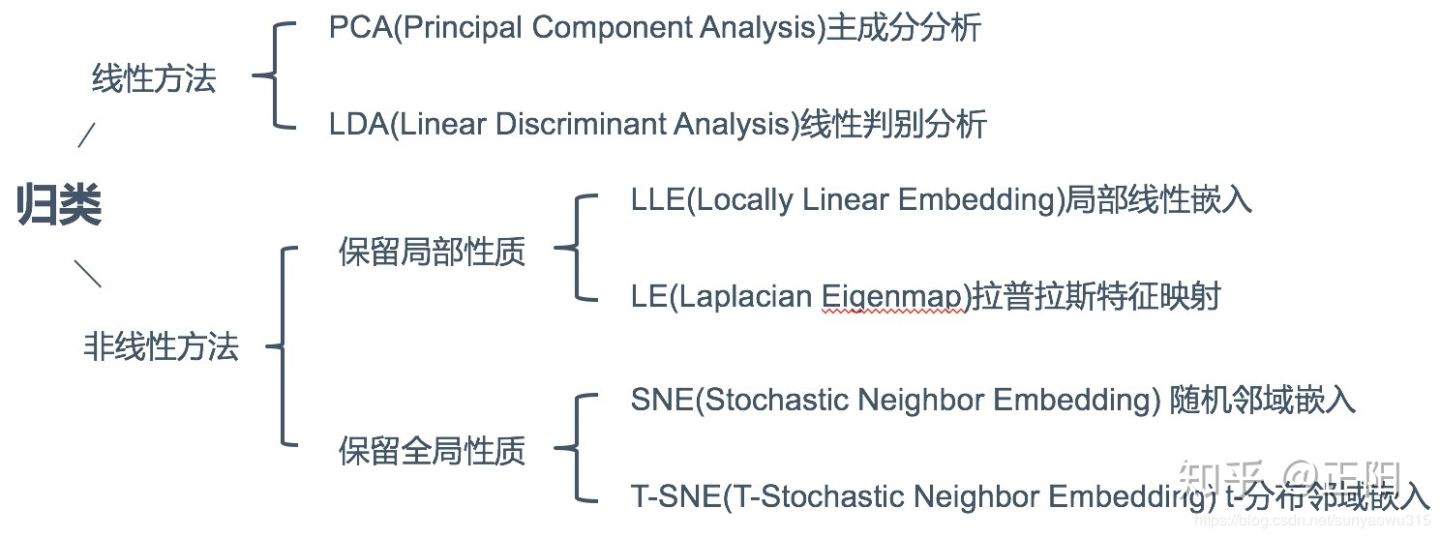 PCA(Principal Component Analysis)主成分分析
线性方法
LDA(Linear Discriminant Analysis)线性判别分析
归类
LLE(Locally Linear Embedding)局部线性嵌入
保留局部性质
LE(Laplacian Eigenmap)拉普拉斯特征映射
非线性方法
SNE(Stochastic Neighbor Embedding) 随机邻域嵌入
保留全局性质
T-SNE(T-Stochastic Neighbor Embedding) t-分布邻域嵌入
知乎 @正阳
https://blog.csdn.net/sunyaowu315